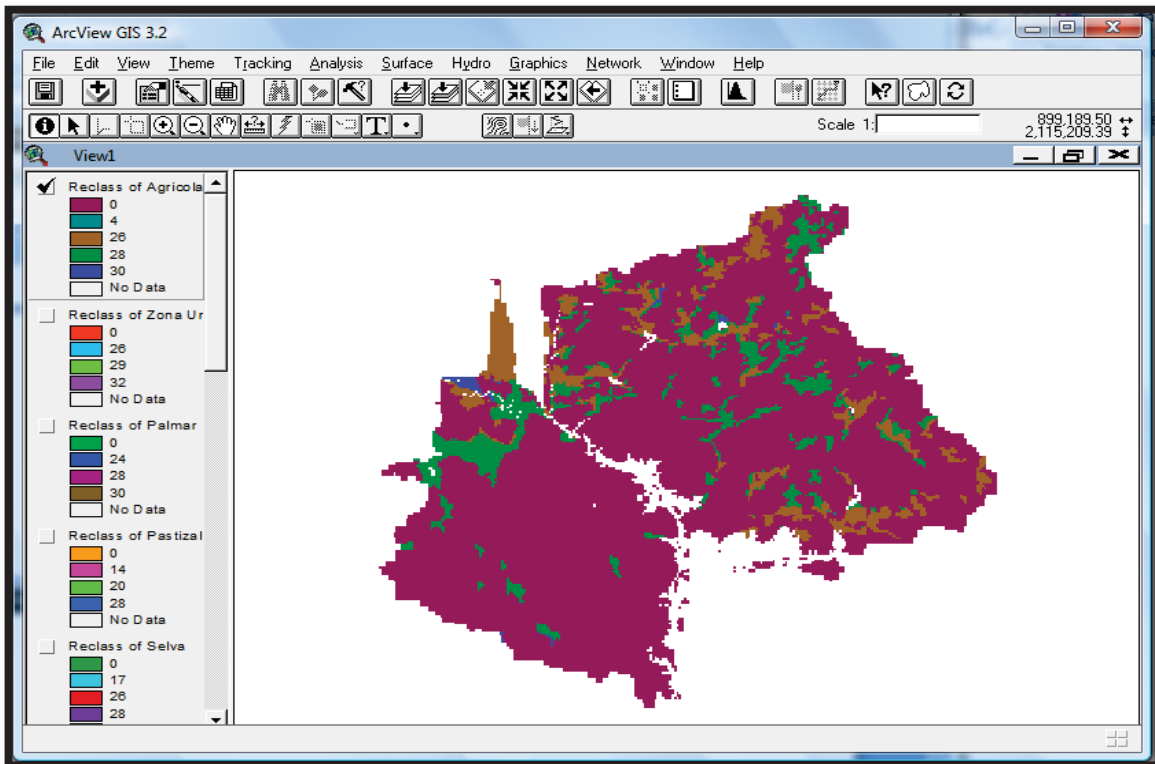 ArcView GIS 3.2
File Edit View Theme Tracking Analysis Surface Hydro Graphics Network Window Help
Scale 1:
899,189.50
2,115,209.39
View1
Reclass of Agricola
0
4
26
28
30
No Data
Reclass of Zona Ur
0
26
29
32
No Data
Reclass of Palmar
0
24
28
30
No Data
Reclass of Pastizal
0
14
20
28
No Data
Reclass of Selva
0
17
26
28